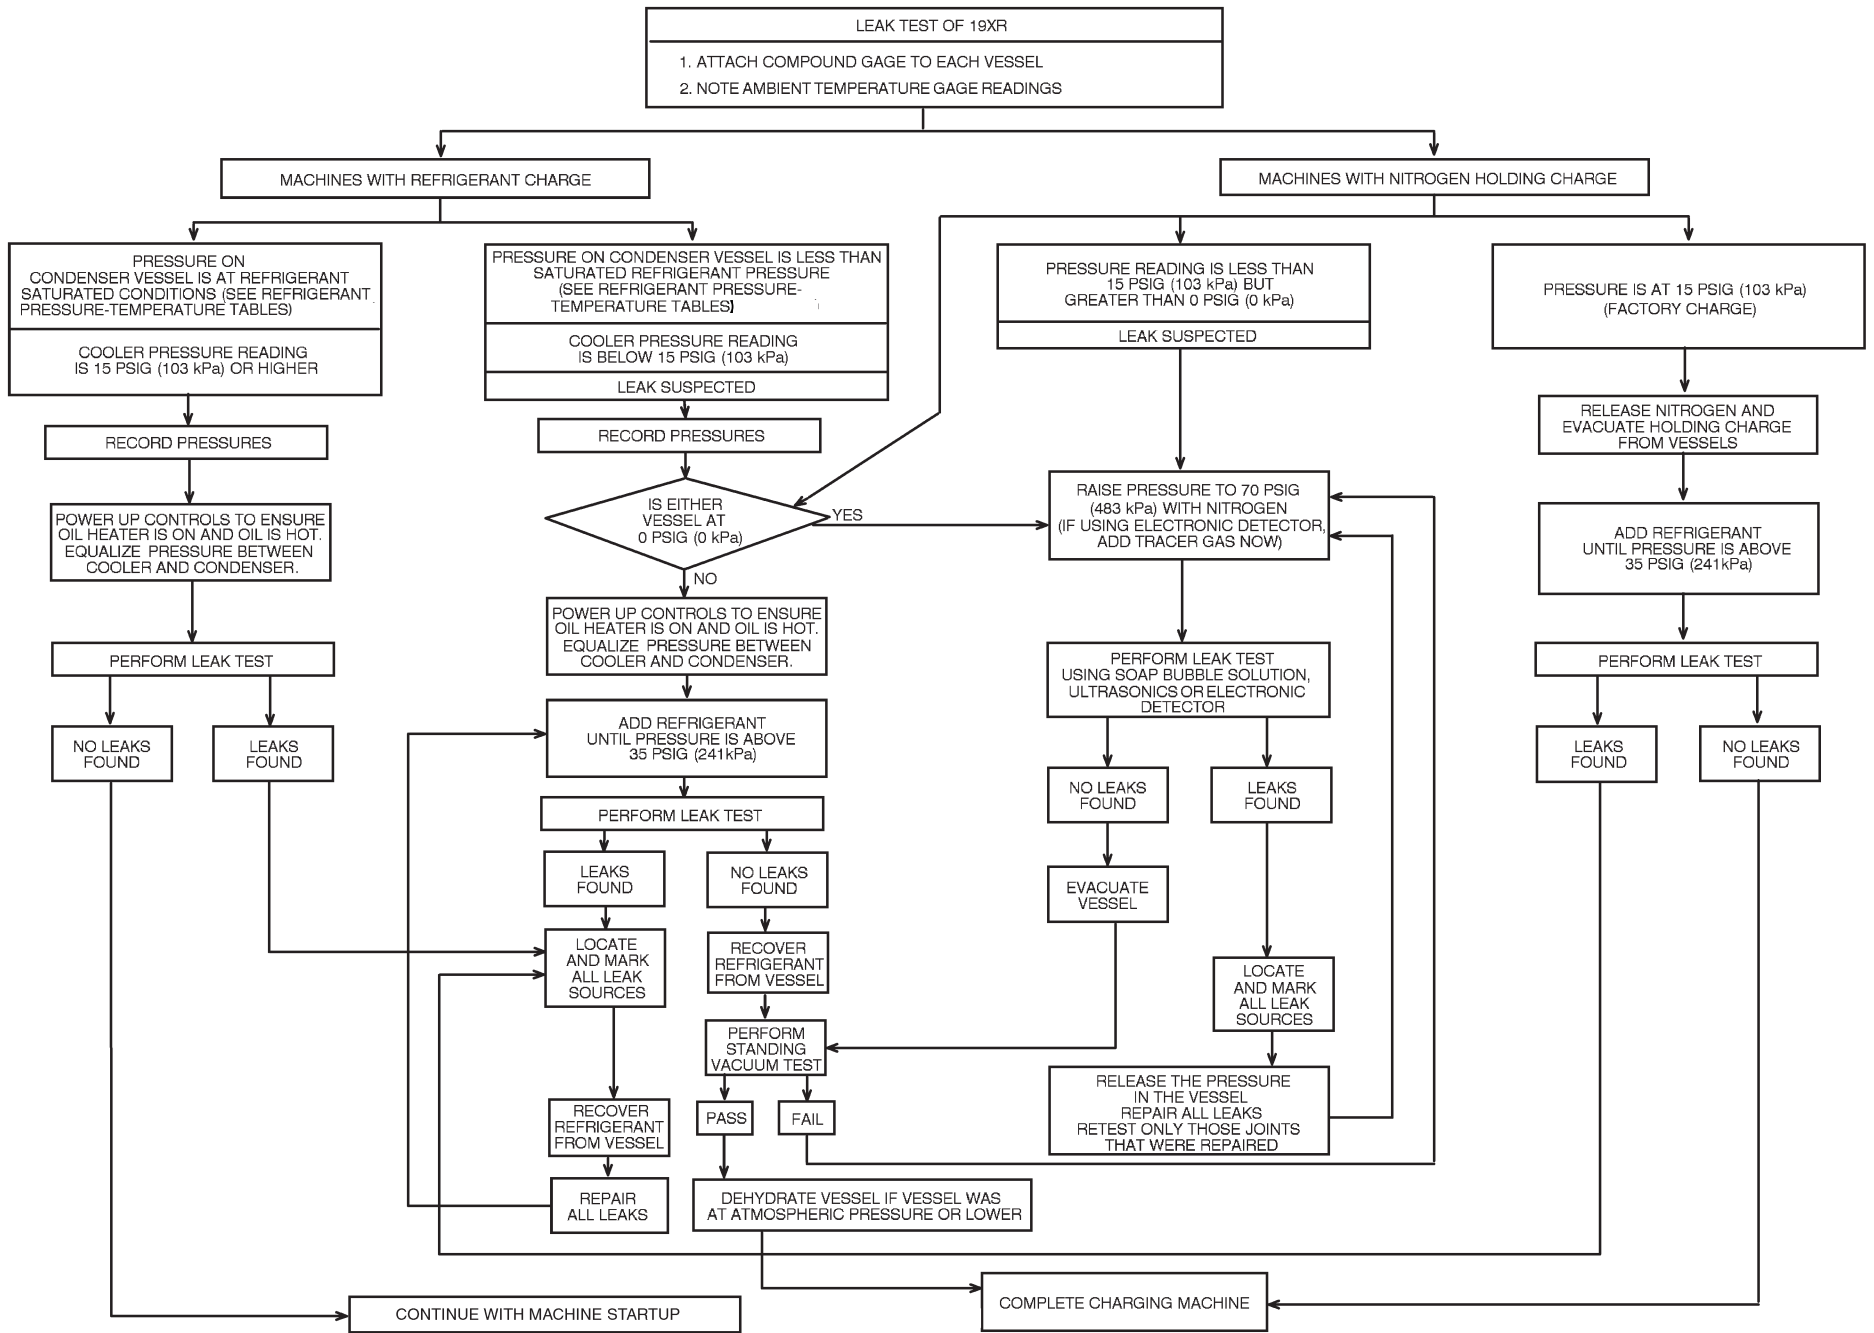 LEAK TEST OF 19XR
1. ATTACH COMPOUND GAGE TO EACH VESSEL
2. NOTE AMBIENT TEMPERATURE GAGE READINGS
MACHINES WITH REFRIGERANT CHARGE
MACHINES WITH NITROGEN HOLDING CHARGE
PRESSURE ON
CONDENSER VESSEL IS AT REFRIGERANT
SATURATED CONDITIONS (SEE REFRIGERANT
PRESSURE-TEMPERATURE TABLES)
COOLER PRESSURE READING
IS 15 PSIG (103 kPa) OR HIGHER
RECORD PRESSURES
POWER UP CONTROLS TO ENSURE
OIL HEATER IS ON AND OIL IS HOT.
EQUALIZE PRESSURE BETWEEN
COOLER AND CONDENSER.
PERFORM LEAK TEST
NO LEAKS
FOUND
LEAKS
FOUND
PRESSURE ON CONDENSER VESSEL IS LESS THAN
SATURATED REFRIGERANT PRESSURE
(SEE REFRIGERANT PRESSURE-
TEMPERATURE TABLES)
COOLER PRESSURE READING
IS BELOW 15 PSIG (103 kPa)
LEAK SUSPECTED
RECORD PRESSURES
IS EITHER
VESSEL AT
0 PSIG (0 kPa)
YES
NO
POWER UP CONTROLS TO ENSURE
OIL HEATER IS ON AND OIL IS HOT.
EQUALIZE PRESSURE BETWEEN
COOLER AND CONDENSER.
ADD REFRIGERANT
UNTIL PRESSURE IS ABOVE
35 PSIG (241kPa)
PERFORM LEAK TEST
LEAKS
FOUND
NO LEAKS
FOUND
LOCATE
AND MARK
ALL LEAK
SOURCES
RECOVER
REFRIGERANT
FROM VESSEL
PERFORM
STANDING
VACUUM TEST
PASS
FAIL
RECOVER
REFRIGERANT
FROM VESSEL
REPAIR
ALL LEAKS
DEHYDRATE VESSEL IF VESSEL WAS
AT ATMOSPHERIC PRESSURE OR LOWER
PRESSURE READING IS LESS THAN
15 PSIG (103 kPa) BUT
GREATER THAN 0 PSIG (0 kPa)
LEAK SUSPECTED
RAISE PRESSURE TO 70 PSIG
(483 kPa) WITH NITROGEN
(IF USING ELECTRONIC DETECTOR,
ADD TRACER GAS NOW)
PERFORM LEAK TEST
USING SOAP BUBBLE SOLUTION,
ULTRASONICS OR ELECTRONIC
DETECTOR
NO LEAKS
FOUND
LEAKS
FOUND
EVACUATE
VESSEL
LOCATE
AND MARK
ALL LEAK
SOURCES
RELEASE THE PRESSURE
IN THE VESSEL
REPAIR ALL LEAKS
RETEST ONLY THOSE JOINTS
THAT WERE REPAIRED
PRESSURE IS AT 15 PSIG (103 kPa)
(FACTORY CHARGE)
RELEASE NITROGEN AND
EVACUATE HOLDING CHARGE
FROM VESSELS
ADD REFRIGERANT
UNTIL PRESSURE IS ABOVE
35 PSIG (241kPa)
PERFORM LEAK TEST
LEAKS
FOUND
NO LEAKS
FOUND
CONTINUE WITH MACHINE STARTUP
COMPLETE CHARGING MACHINE